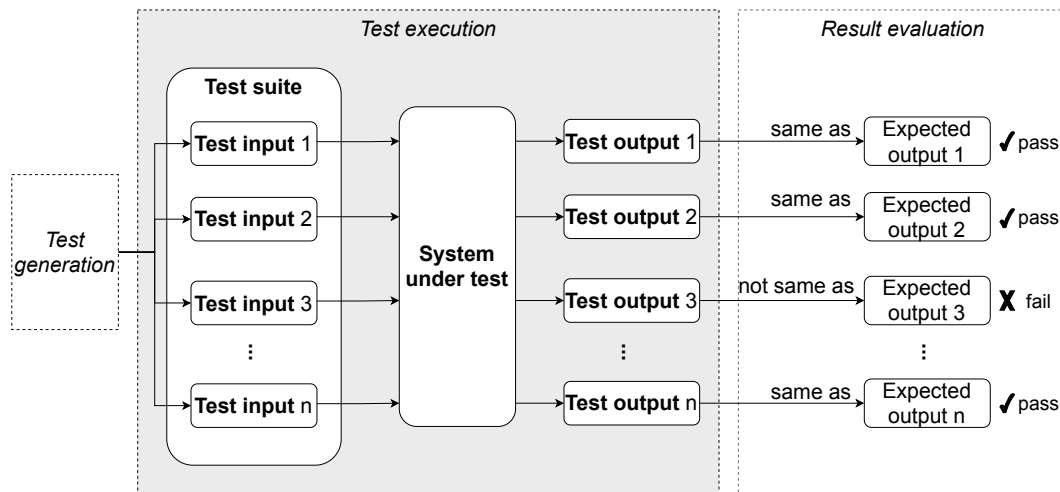 Test execution
Result evaluation
Test suite
Test generation
Test input 1
Test output 1
same as
Expected
output 1
pass
Test input 2
Test output 2
same as
Expected
output 2
pass
System
under test
Test input 3
Test output 3
not same as
Expected
output 3
fail
...
...
...
Test input n
Test output n
same as
Expected
output n
pass